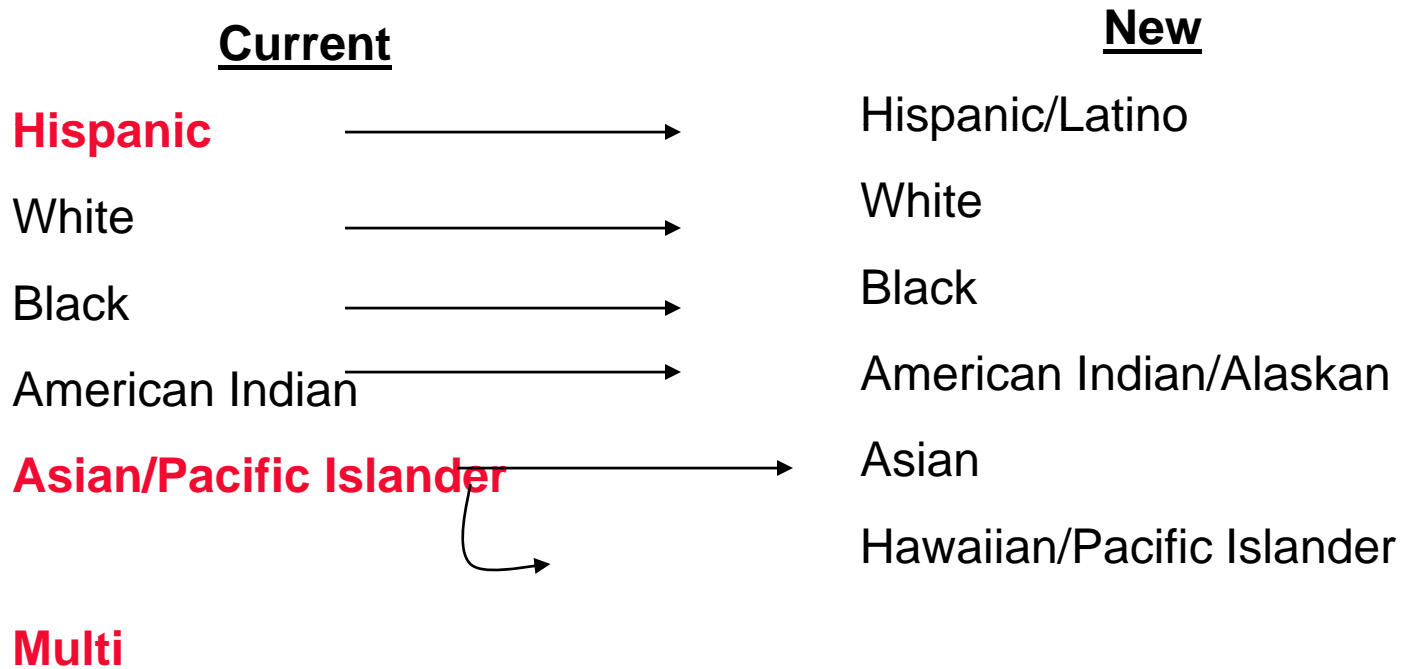 Current New
Hispanic Hispanic/Latino
White White
Black Black
American Indian American Indian/Alaskan
Asian/Pacific Islander Asian
Hawaiian/Pacific Islander
Multi